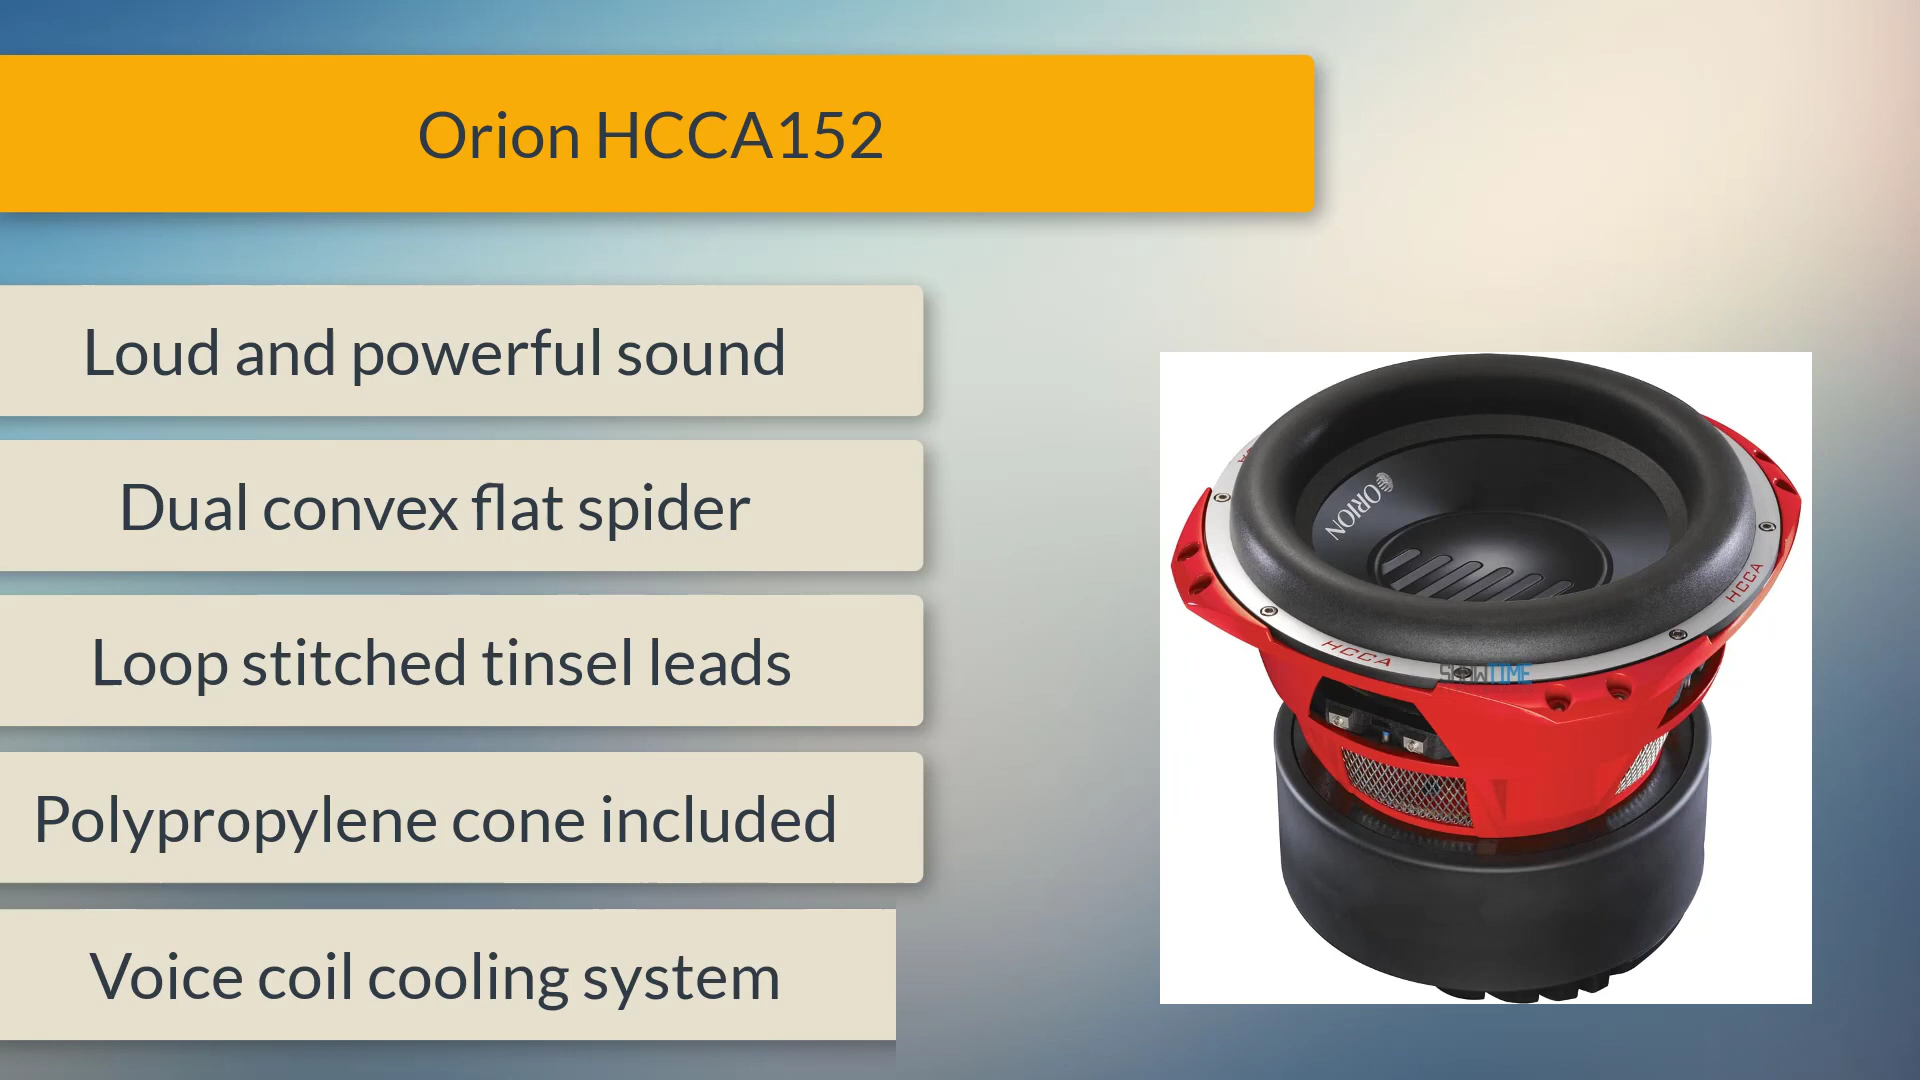 Orion HCCA152
Loud and powerful sound
Dual convex flat spider
Loop stitched tinsel leads
Polypropylene cone included
Voice coil cooling system
ORION
HCCA
HCCA
SHOWTIME